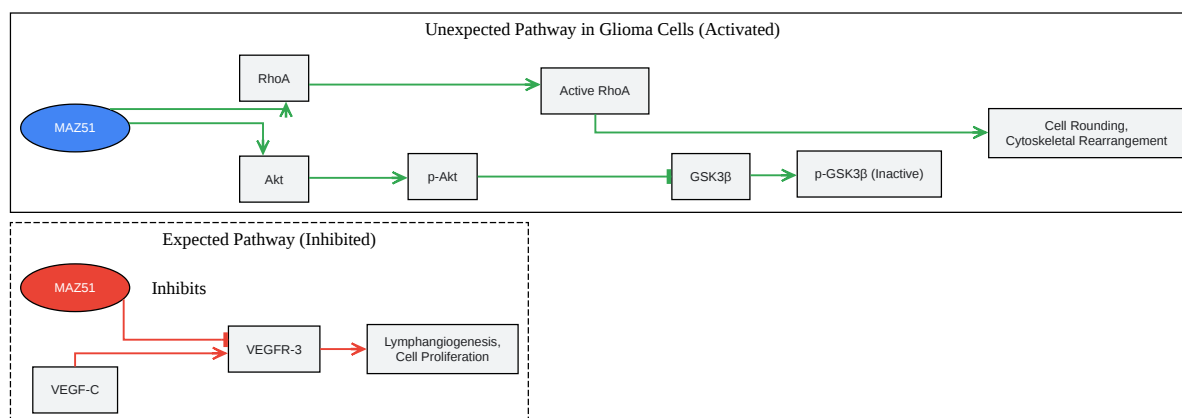 Unexpected Pathway in Glioma Cells (Activated)
RhoA
Active RhoA
MAZ51
Cell Rounding,
Cytoskeletal Rearrangement
Akt
p-Akt
GSK3β
p-GSK3β (Inactive)
Expected Pathway (Inhibited)
MAZ51
Inhibits
VEGFR-3
Lymphangiogenesis,
Cell Proliferation
VEGF-C